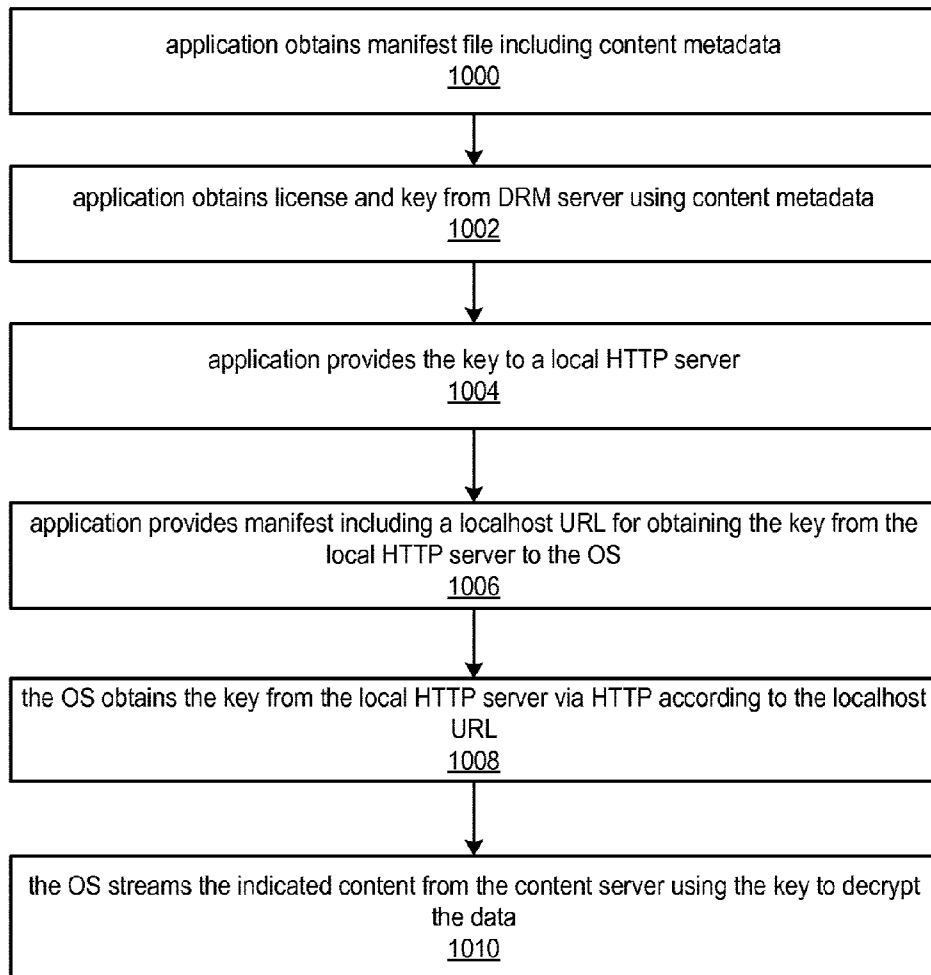 application obtains manifest file including content metadata
1000
application obtains license and key from DRM server using content metadata
1002
application provides the key to a local HTTP server
1004
application provides manifest including a localhost URL for obtaining the key from the
local HTTP server to the OS
1006
the OS obtains the key from the local HTTP server via HTTP according to the localhost
URL
1008
the OS streams the indicated content from the content server using the key to decrypt
the data
1010